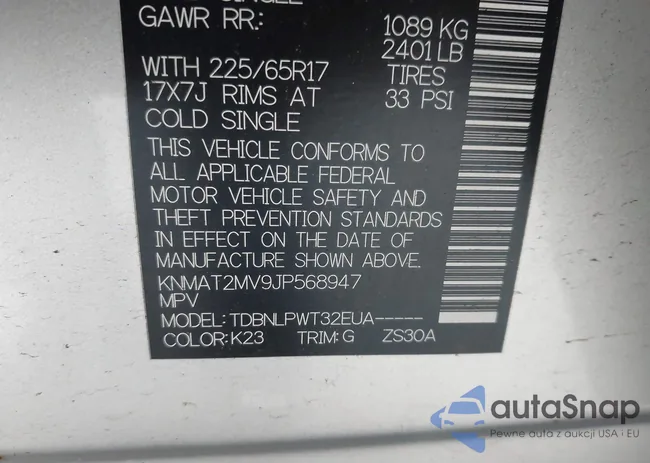 GAWR RR: 1089 KG
2401 LB
WITH 225/65R17 TIRES
17X7J RIMS AT 33 PSI
COLD SINGLE
THIS VEHICLE CONFORMS TO
ALL APPLICABLE FEDERAL
MOTOR VEHICLE SAFETY AND
THEFT PREVENTION STANDARDS
IN EFFECT ON THE DATE OF
MANUFACTURE SHOWN ABOVE.
KNMAT2MV9JP568947
MPV
MODEL: TDBNLPWT32EUA-----
COLOR: K23 TRIM: G ZS30A
autaSnap
Pewne auta z aukcji USA i EU